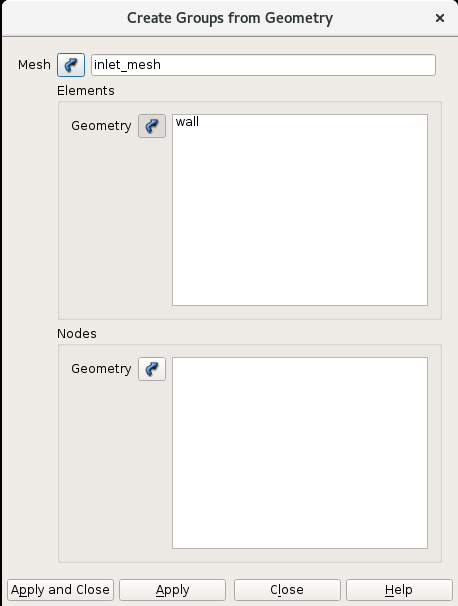 Create Groups from Geometry
Mesh inlet_mesh
Elements
Geometry wall
Nodes
Geometry
Apply and Close Apply Close Help